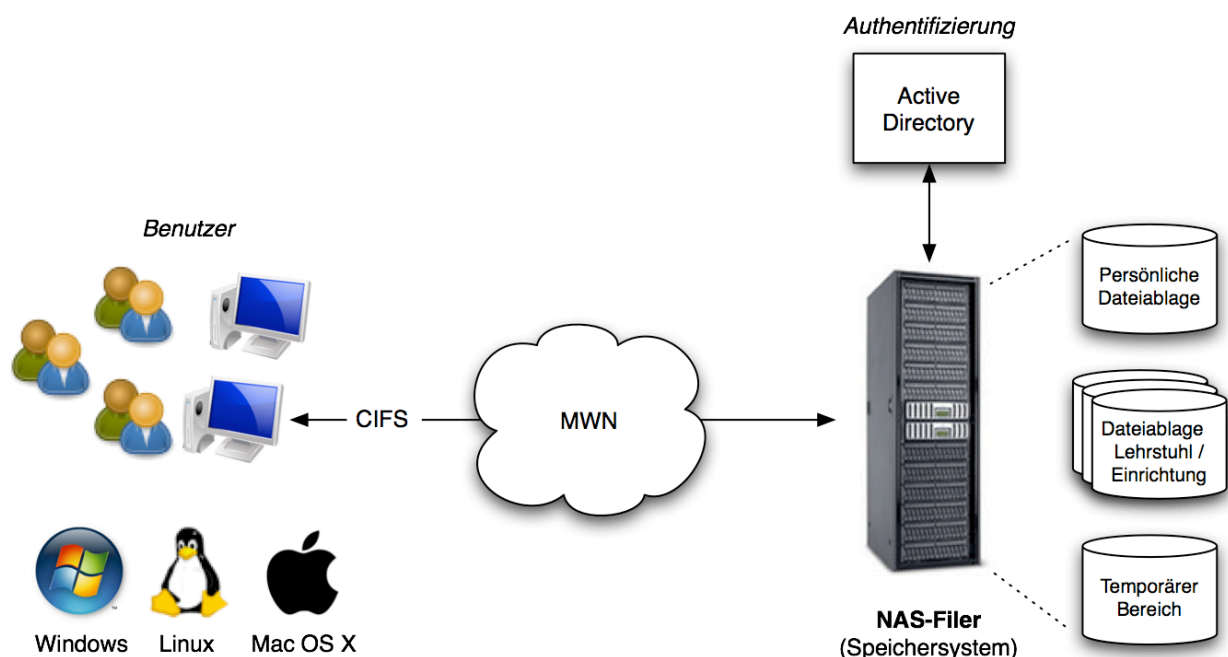 Authentifizierung
Active
Directory
Benutzer
Persönliche
Dateiablage
CIFS
MWN
Dateiablage
Lehrstuhl /
Einrichtung
Temporärer
Bereich
Windows
Linux
Mac OS X
NAS-Filer
(Speichersystem)